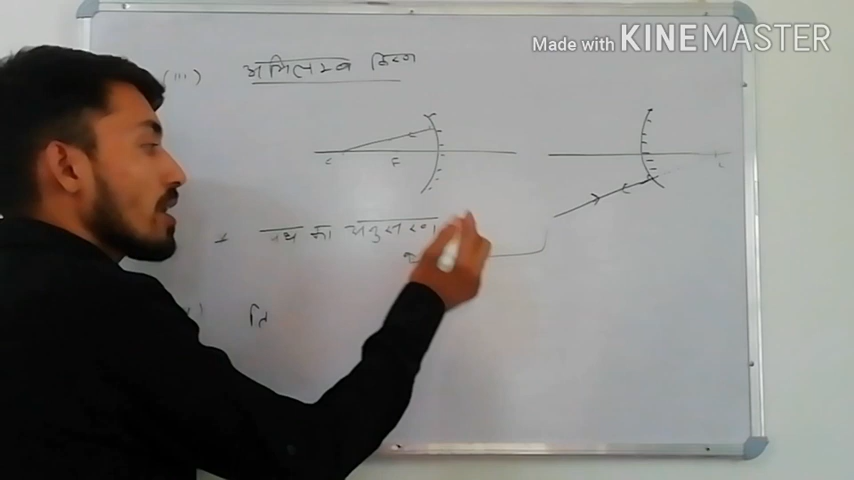 Made with KINEMASTER
(III) अभिलम्ब किरण
C F C
पथ का अनुसरण
ति